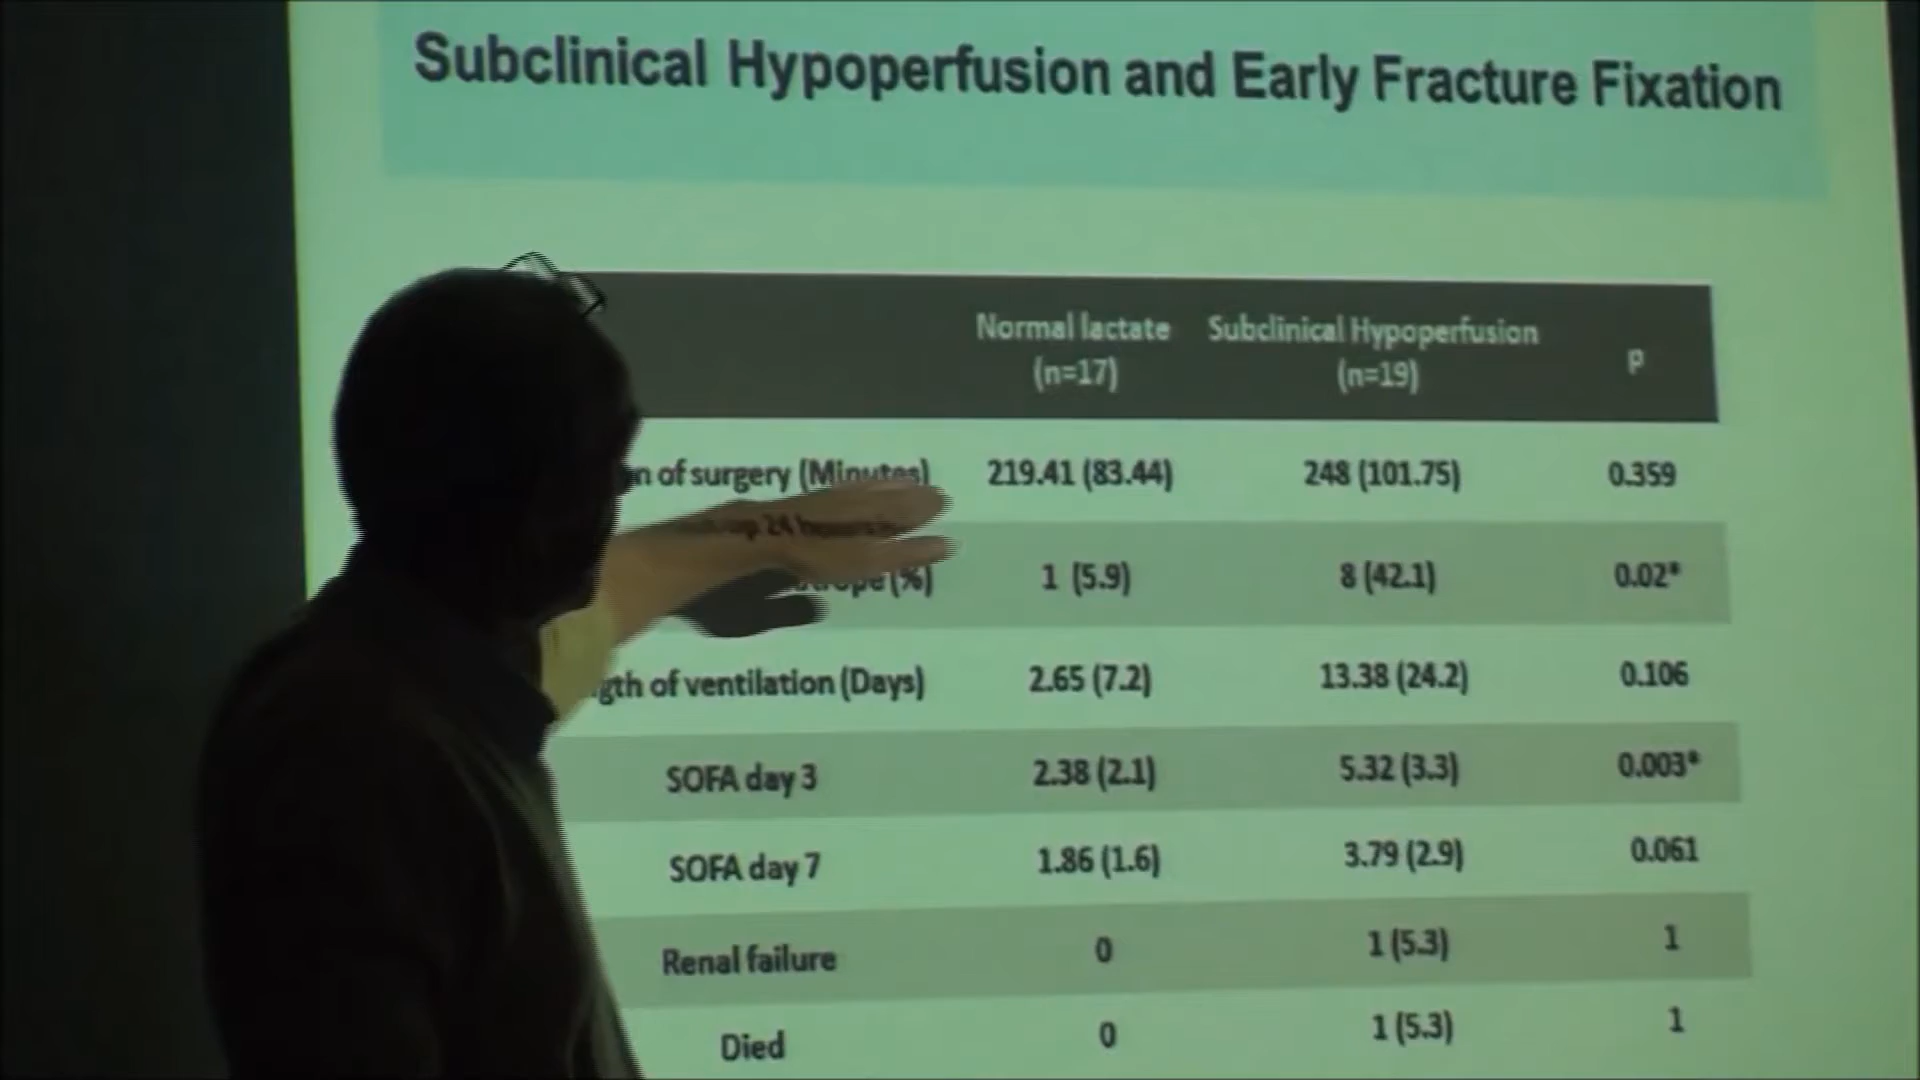 Subclinical Hypoperfusion and Early Fracture Fixation
Normal lactate
(n=17)
Subclinical Hypoperfusion
(n=19)
p
of surgery (Minutes) 219.41 (83.44) 248 (101.75) 0.359
24
(%) 1 (5.9) 8 (42.1) 0.02*
of ventilation (Days) 2.65 (7.2) 13.38 (24.2) 0.106
SOFA day 3 2.38 (2.1) 5.32 (3.3) 0.003*
SOFA day 7 1.86 (1.6) 3.79 (2.9) 0.061
Renal failure 0 1 (5.3) 1
Died 0 1 (5.3) 1